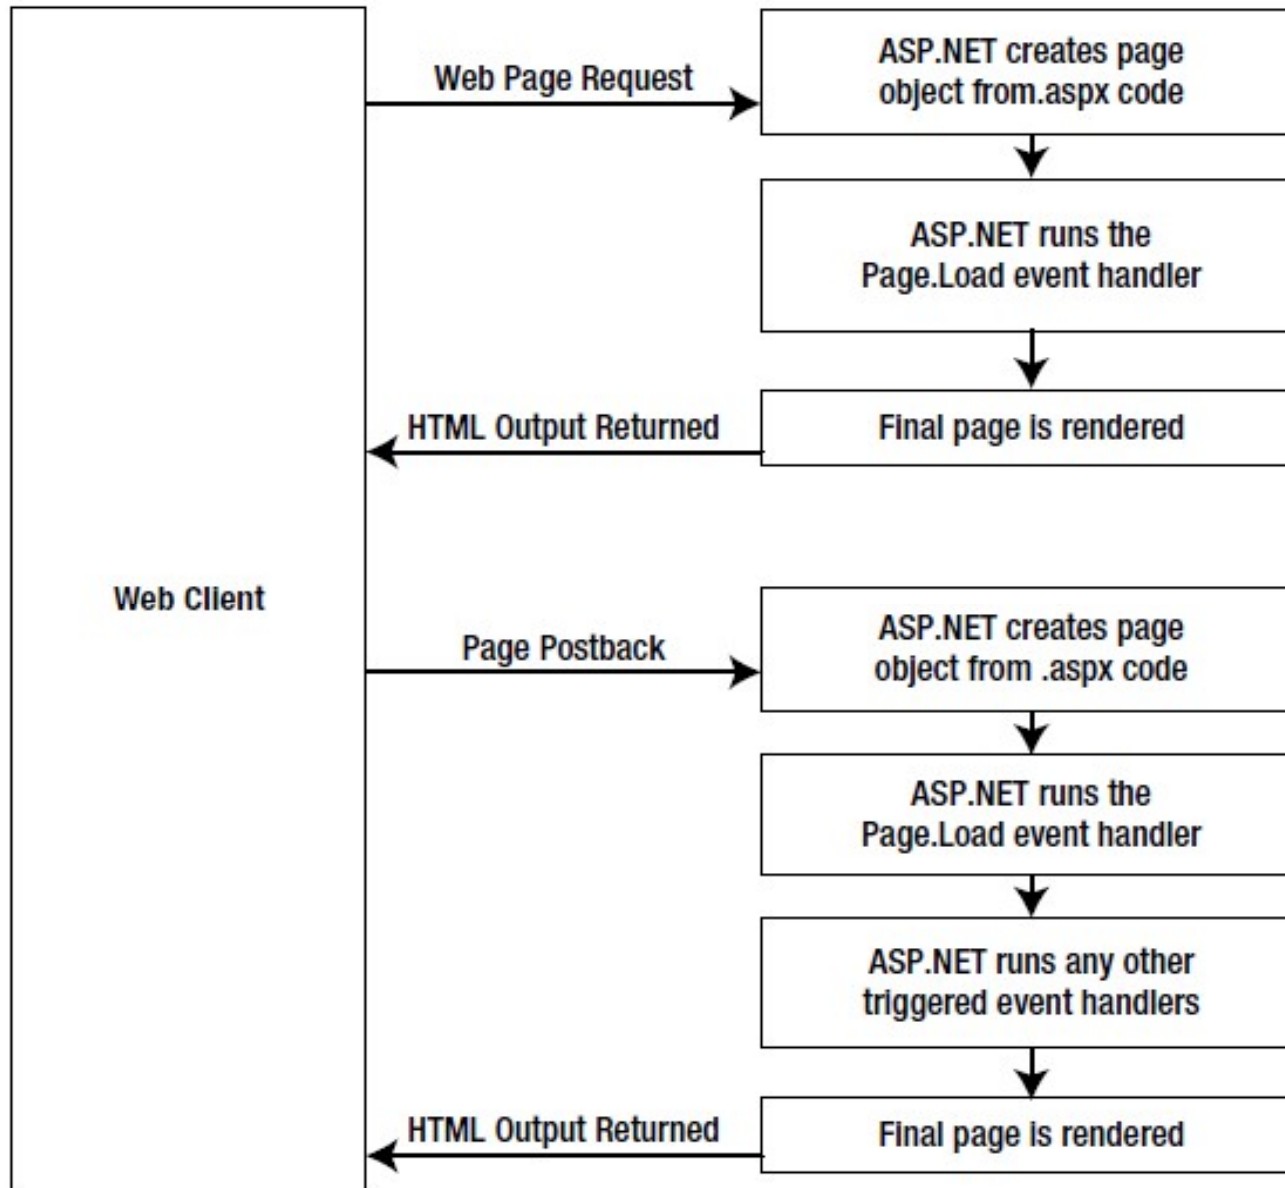 Web Page Request
ASP.NET creates page
object from.aspx code
ASP.NET runs the
Page.Load event handler
HTML Output Returned
Final page is rendered
Web Client
Page Postback
ASP.NET creates page
object from .aspx code
ASP.NET runs the
Page.Load event handler
ASP.NET runs any other
triggered event handlers
HTML Output Returned
Final page is rendered